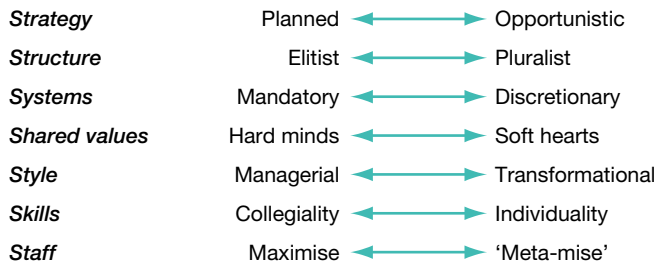 Strategy Planned Opportunistic
Structure Elitist Pluralist
Systems Mandatory Discretionary
Shared values Hard minds Soft hearts
Style Managerial Transformational
Skills Collegiality Individuality
Staff Maximise ‘Meta-mise’